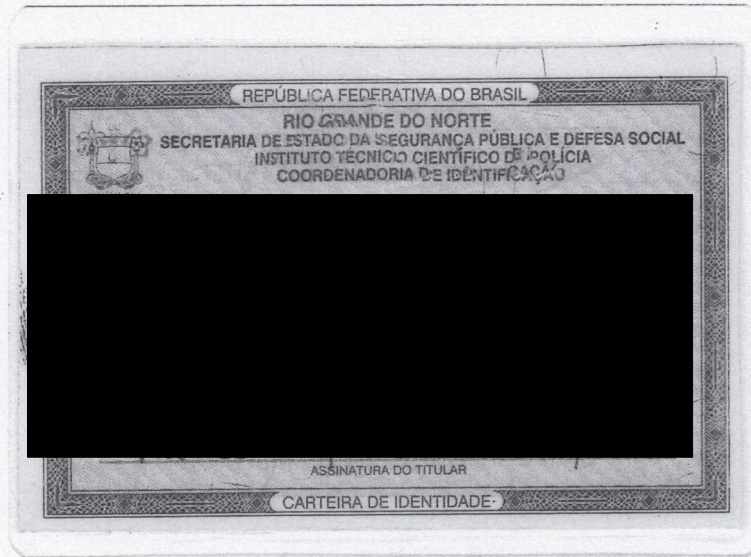 REPÚBLICA FEDERATIVA DO BRASIL
RIO GRANDE DO NORTE
SECRETARIA DE ESTADO DA SEGURANÇA PÚBLICA E DEFESA SOCIAL
INSTITUTO TÉCNICO CIENTÍFICO DE POLÍCIA
COORDENADORIA DE IDENTIFICAÇÃO
ASSINATURA DO TITULAR
CARTEIRA DE IDENTIDADE